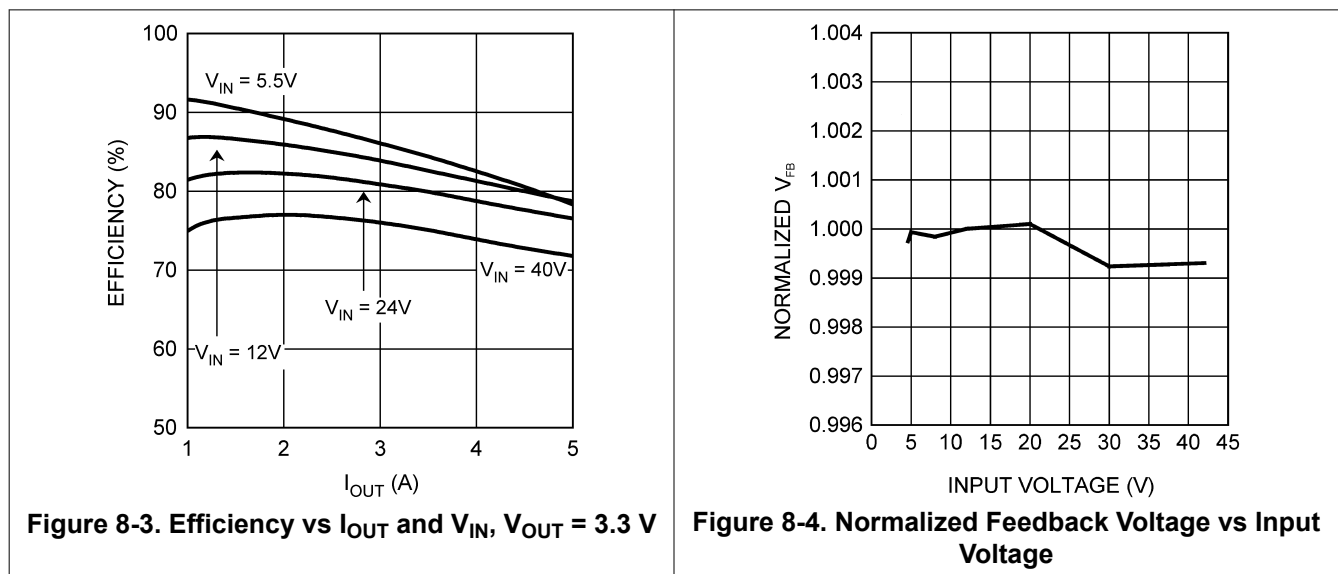 100
90
80
70
60
50
EFFICIENCY (%)
V_IN = 5.5V
V_IN = 40V
V_IN = 24V
V_IN = 12V
1 2 3 4 5
I_OUT (A)
Figure 8-3. Efficiency vs I_OUT and V_IN, V_OUT = 3.3 V
1.004
1.003
1.002
1.001
1.000
0.999
0.998
0.997
0.996
NORMALIZED V_FB
0 5 10 15 20 25 30 35 40 45
INPUT VOLTAGE (V)
Figure 8-4. Normalized Feedback Voltage vs Input
Voltage